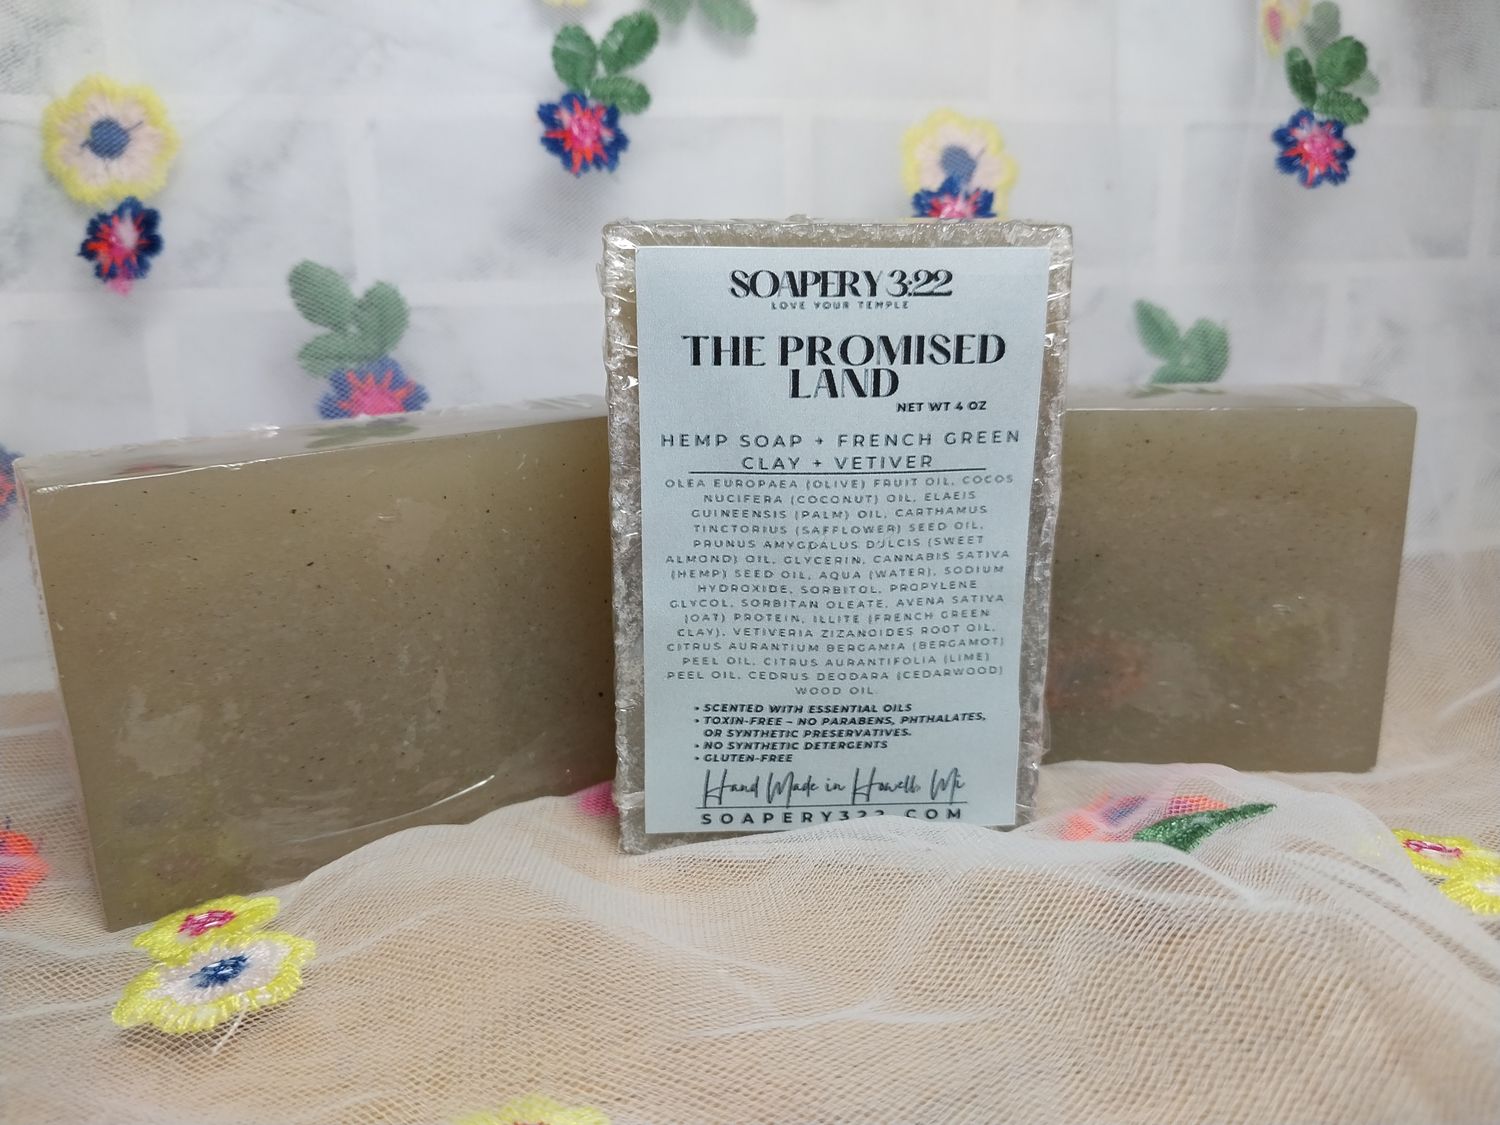 SOAPERY 3:22
LOVE YOUR TEMPLE
THE PROMISED
LAND
NET WT 4 OZ
HEMP SOAP + FRENCH GREEN
CLAY + VETIVER
OLEA EUROPAEA (OLIVE) FRUIT OIL, COCOS
NUCIFERA (COCONUT) OIL, ELAEIS
GUINEENSIS (PALM) OIL, CARTHAMUS
TINCTORIUS (SAFFLOWER) SEED OIL,
PRUNUS AMYGDALUS DULCIS (SWEET
ALMOND) OIL, GLYCERIN, CANNABIS SATIVA
(HEMP) SEED OIL, AQUA (WATER), SODIUM
HYDROXIDE, SORBITOL, PROPYLENE
GLYCOL, SORBITAN OLEATE, AVENA SATIVA
(OAT) PROTEIN, ILLITE (FRENCH GREEN
CLAY), VETIVERIA ZIZANOIDES ROOT OIL,
CITRUS AURANTIUM BERGAMIA (BERGAMOT)
PEEL OIL, CITRUS AURANTIFOLIA (LIME)
PEEL OIL, CEDRUS DEODARA (CEDARWOOD)
WOOD OIL.
• SCENTED WITH ESSENTIAL OILS
• TOXIN-FREE – NO PARABENS, PHTHALATES,
OR SYNTHETIC PRESERVATIVES.
• NO SYNTHETIC DETERGENTS
• GLUTEN-FREE
Hand Made in Howell, Mi
SOAPERY322.COM